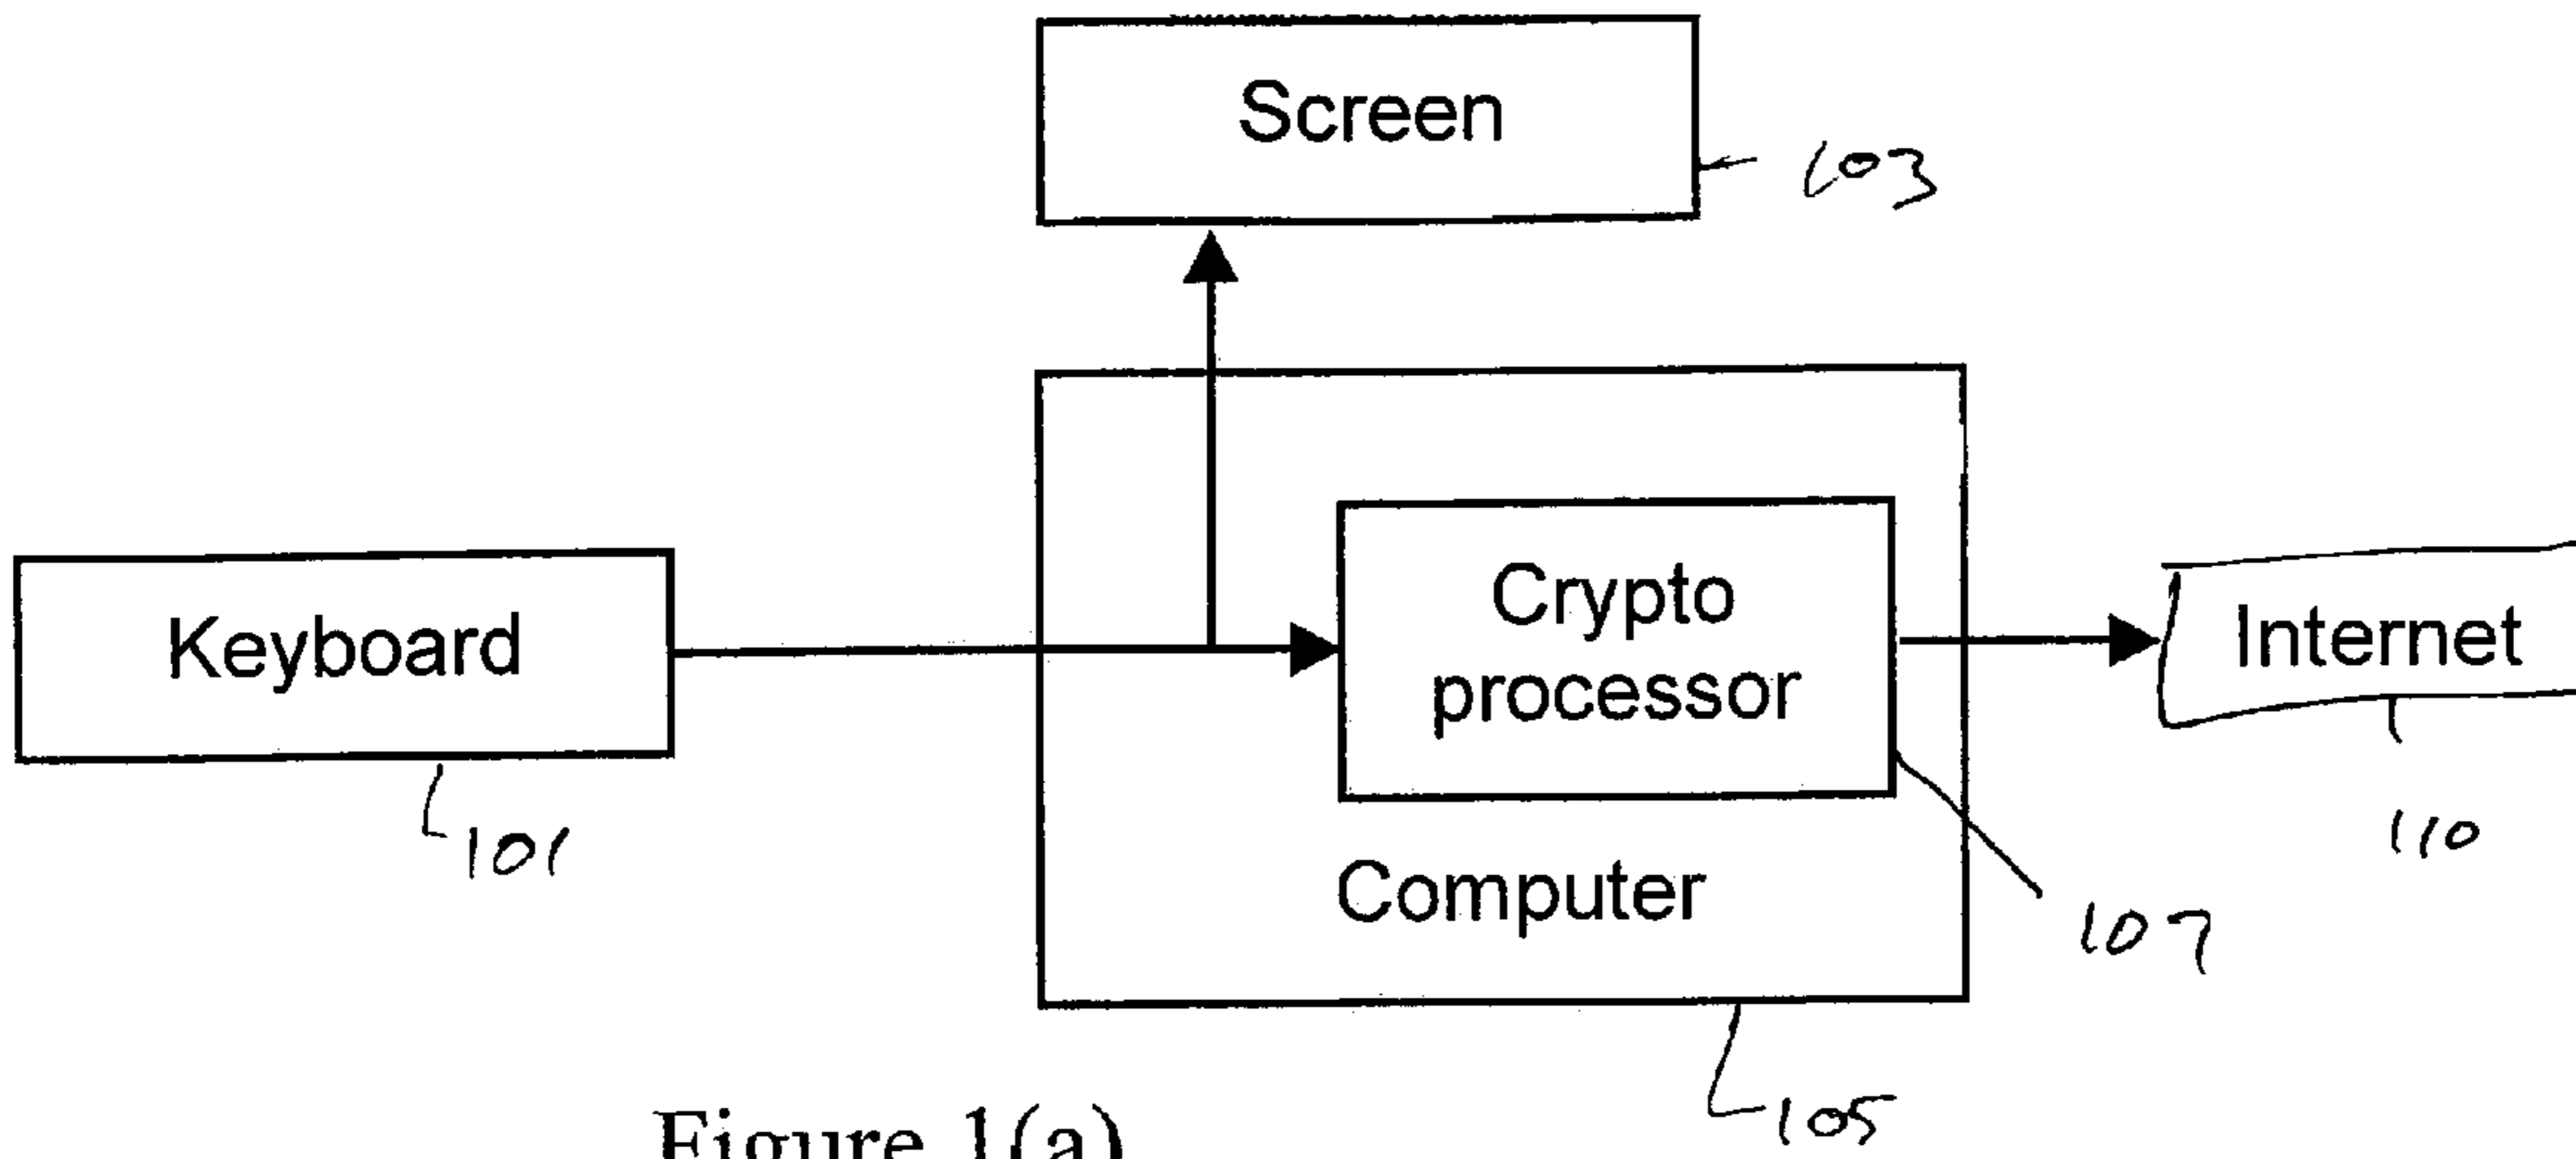 Screen
103
Keyboard
101
Crypto
processor
Computer
Internet
110
107
105
Figure 1(a)